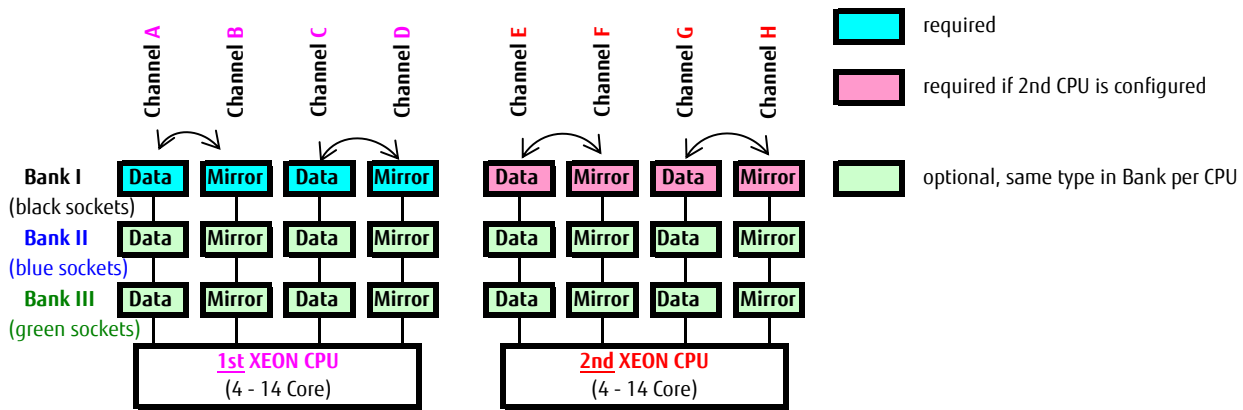 Channel A
Channel B
Channel C
Channel D
Channel E
Channel F
Channel G
Channel H
required
required if 2nd CPU is configured
optional, same type in Bank per CPU
Bank I
(black sockets)
Data Mirror Data Mirror Data Mirror Data Mirror
Bank II
(blue sockets)
Data Mirror Data Mirror Data Mirror Data Mirror
Bank III
(green sockets)
Data Mirror Data Mirror Data Mirror Data Mirror
1st XEON CPU
(4 - 14 Core)
2nd XEON CPU
(4 - 14 Core)